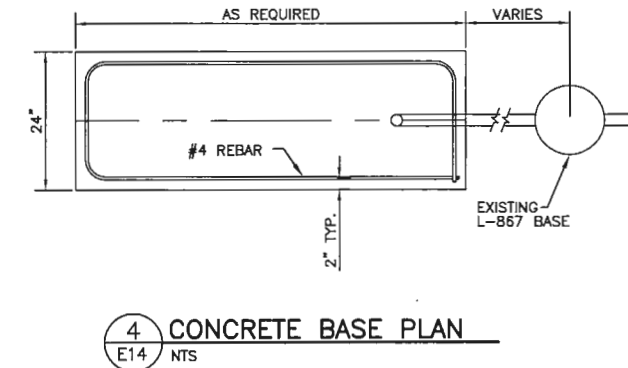 AS REQUIRED
VARIES
24"
#4 REBAR
2" TYP.
EXISTING
L-867 BASE
4
E14
CONCRETE BASE PLAN
NTS